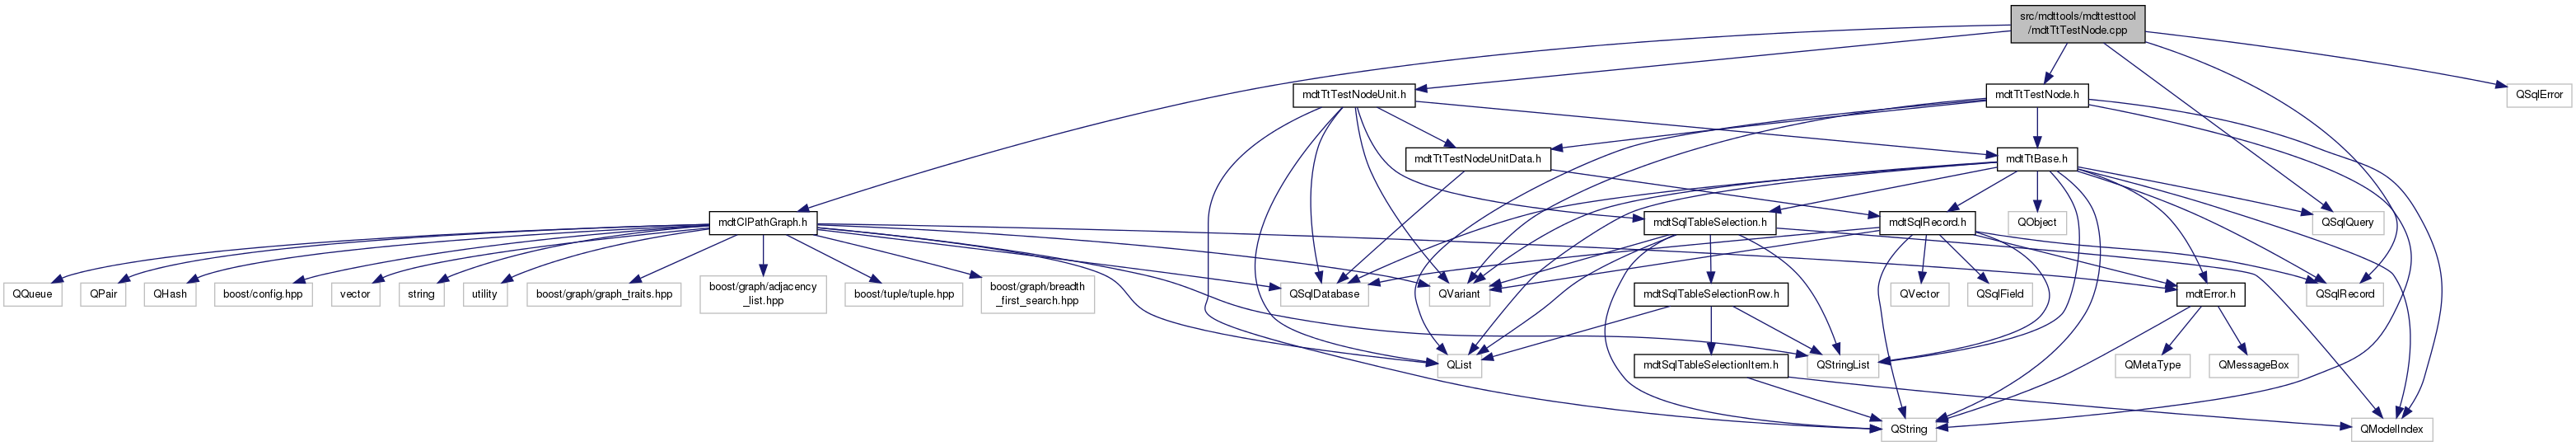 src/mdttools/mdttesttool
/mdtTtTestNode.cpp
mdtTtTestNodeUnit.h
mdtTtTestNode.h
QSqlError
mdtTtTestNodeUnitData.h
mdtTtBase.h
mdtClPathGraph.h
mdtSqlTableSelection.h
mdtSqlRecord.h
QObject
QSqlQuery
QQueue
QPair
QHash
boost/config.hpp
vector
string
utility
boost/graph/graph_traits.hpp
boost/graph/adjacency
_list.hpp
boost/tuple/tuple.hpp
boost/graph/breadth
_first_search.hpp
QSqlDatabase
QVariant
mdtSqlTableSelectionRow.h
QVector
QSqlField
mdtError.h
QSqlRecord
QList
mdtSqlTableSelectionItem.h
QStringList
QMetaType
QMessageBox
QString
QModelIndex